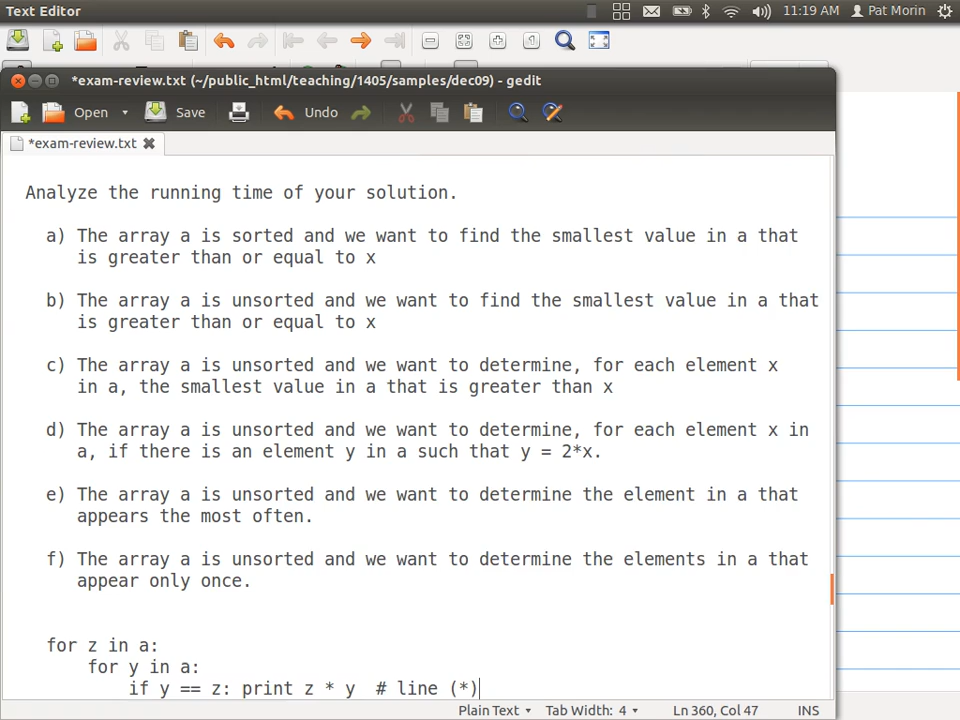 Text Editor
11:19 AM
Pat Morin
*exam-review.txt (~/public_html/teaching/1405/samples/dec09) - gedit
Open
Save
Undo
*exam-review.txt
Analyze the running time of your solution.
a) The array a is sorted and we want to find the smallest value in a that
is greater than or equal to x
b) The array a is unsorted and we want to find the smallest value in a that
is greater than or equal to x
c) The array a is unsorted and we want to determine, for each element x
in a, the smallest value in a that is greater than x
d) The array a is unsorted and we want to determine, for each element x in
a, if there is an element y in a such that y = 2*x.
e) The array a is unsorted and we want to determine the element in a that
appears the most often.
f) The array a is unsorted and we want to determine the elements in a that
appear only once.
for z in a:
for y in a:
if y == z: print z * y  # line (*)
Plain Text
Tab Width: 4
Ln 360, Col 47
INS